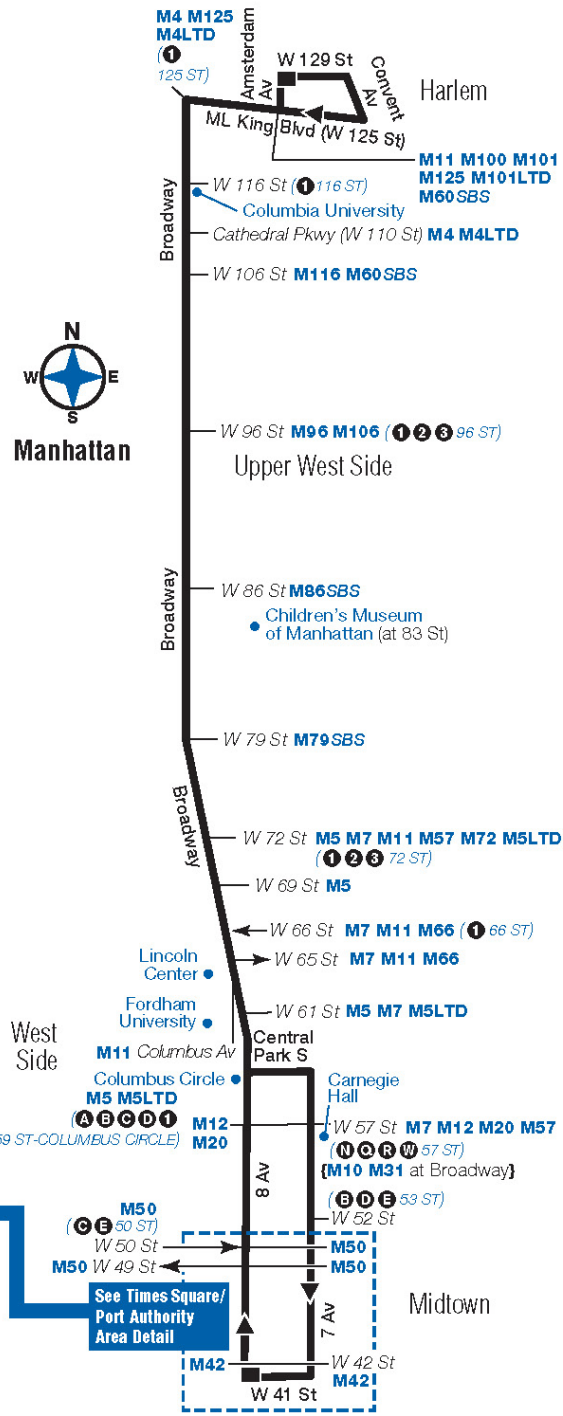 M4 M125
M4LTD
(1
125 ST)
Amsterdam
Av
W 129 St
Convent
Av
Harlem
ML King Blvd (W 125 St)
M11 M100 M101
M125 M101LTD
M60SBS
Broadway
W 116 St (1 116 ST)
Columbia University
Cathedral Pkwy (W 110 St) M4 M4LTD
W 106 St M116 M60SBS
N
W E
S
Manhattan
W 96 St M96 M106 (1 2 3 96 ST)
Upper West Side
Broadway
W 86 St M86SBS
Children's Museum
of Manhattan (at 83 St)
W 79 St M79SBS
Broadway
W 72 St M5 M7 M11 M57 M72 M5LTD
(1 2 3 72 ST)
W 69 St M5
W 66 St M7 M11 M66 (1 66 ST)
W 65 St M7 M11 M66
Lincoln
Center
Fordham
University
W 61 St M5 M7 M5LTD
West
Side
M11 Columbus Av
Central
Park S
Columbus Circle
M5 M5LTD
(A B C D 1
59 ST-COLUMBUS CIRCLE)
M12
M20
Carnegie
Hall
W 57 St M7 M12 M20 M57
(N Q R W 57 ST)
{M10 M31 at Broadway}
8 Av
(B D E 53 ST)
W 52 St
M50
(C E 50 ST)
W 50 St
M50
M50 W 49 St
M50
See Times Square/
Port Authority
Area Detail
7 Av
Midtown
M42
W 42 St
M42
W 41 St